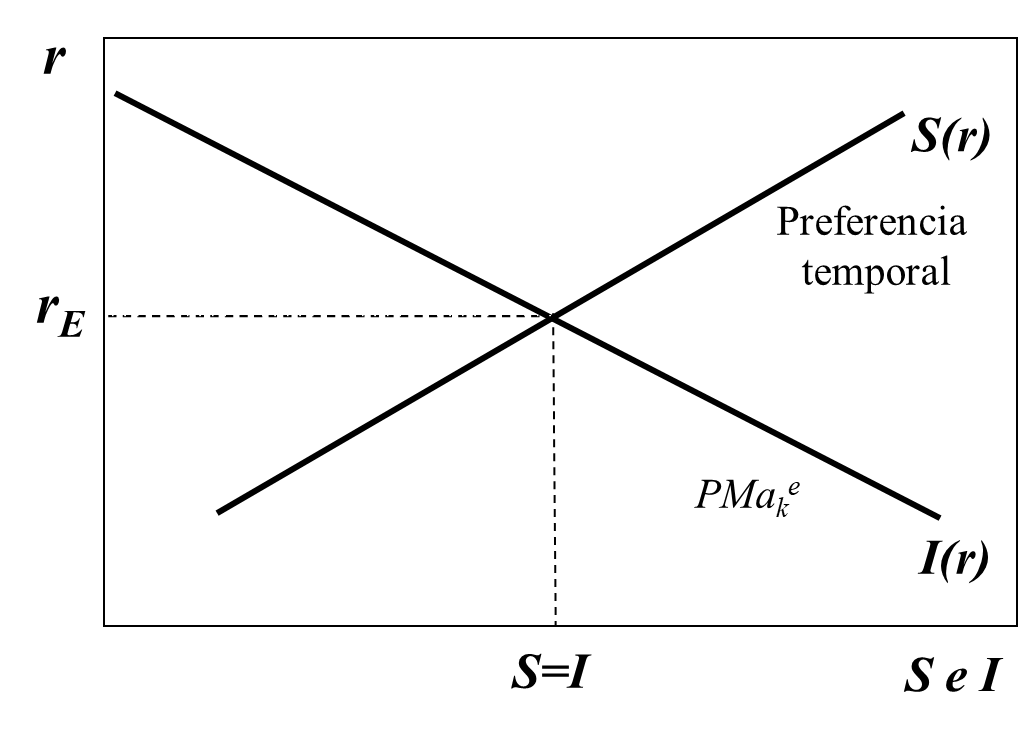 r
S(r)
Preferencia
temporal
r_E
PMa_k^e
I(r)
S=I
S e I